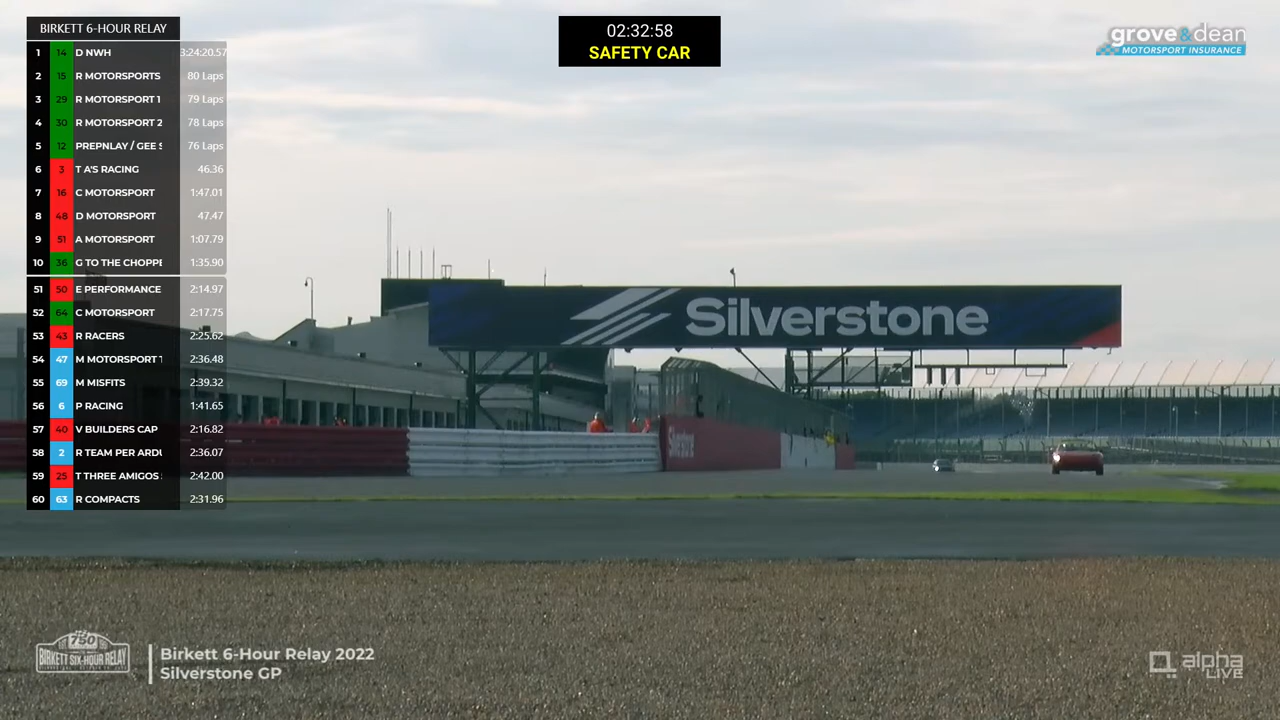 BIRKETT 6-HOUR RELAY
1 14 D NWH 3:24:20.57
2 15 R MOTORSPORTS 80 Laps
3 29 R MOTORSPORT 1 79 Laps
4 30 R MOTORSPORT 2 78 Laps
5 12 PREPNLAY / GEE S 76 Laps
6 3 T A'S RACING 46.36
7 16 C MOTORSPORT 1:47.01
8 48 D MOTORSPORT 47.47
9 51 A MOTORSPORT 1:07.79
10 36 G TO THE CHOPPE 1:35.90
51 50 E PERFORMANCE 2:14.97
52 64 C MOTORSPORT 2:17.75
53 43 R RACERS 2:25.62
54 47 M MOTORSPORT 1 2:36.48
55 69 M MISFITS 2:39.32
56 6 P RACING 1:41.65
57 40 V BUILDERS CAP 2:16.82
58 2 R TEAM PER ARDU 2:36.07
59 25 T THREE AMIGOS 2:42.00
60 63 R COMPACTS 2:31.96
02:32:58
SAFETY CAR
grove&dean
MOTORSPORT INSURANCE
Silverstone
Silverstone
750
BIRKETT SIX-HOUR RELAY
Birkett 6-Hour Relay 2022
Silverstone GP
alpha
LIVE